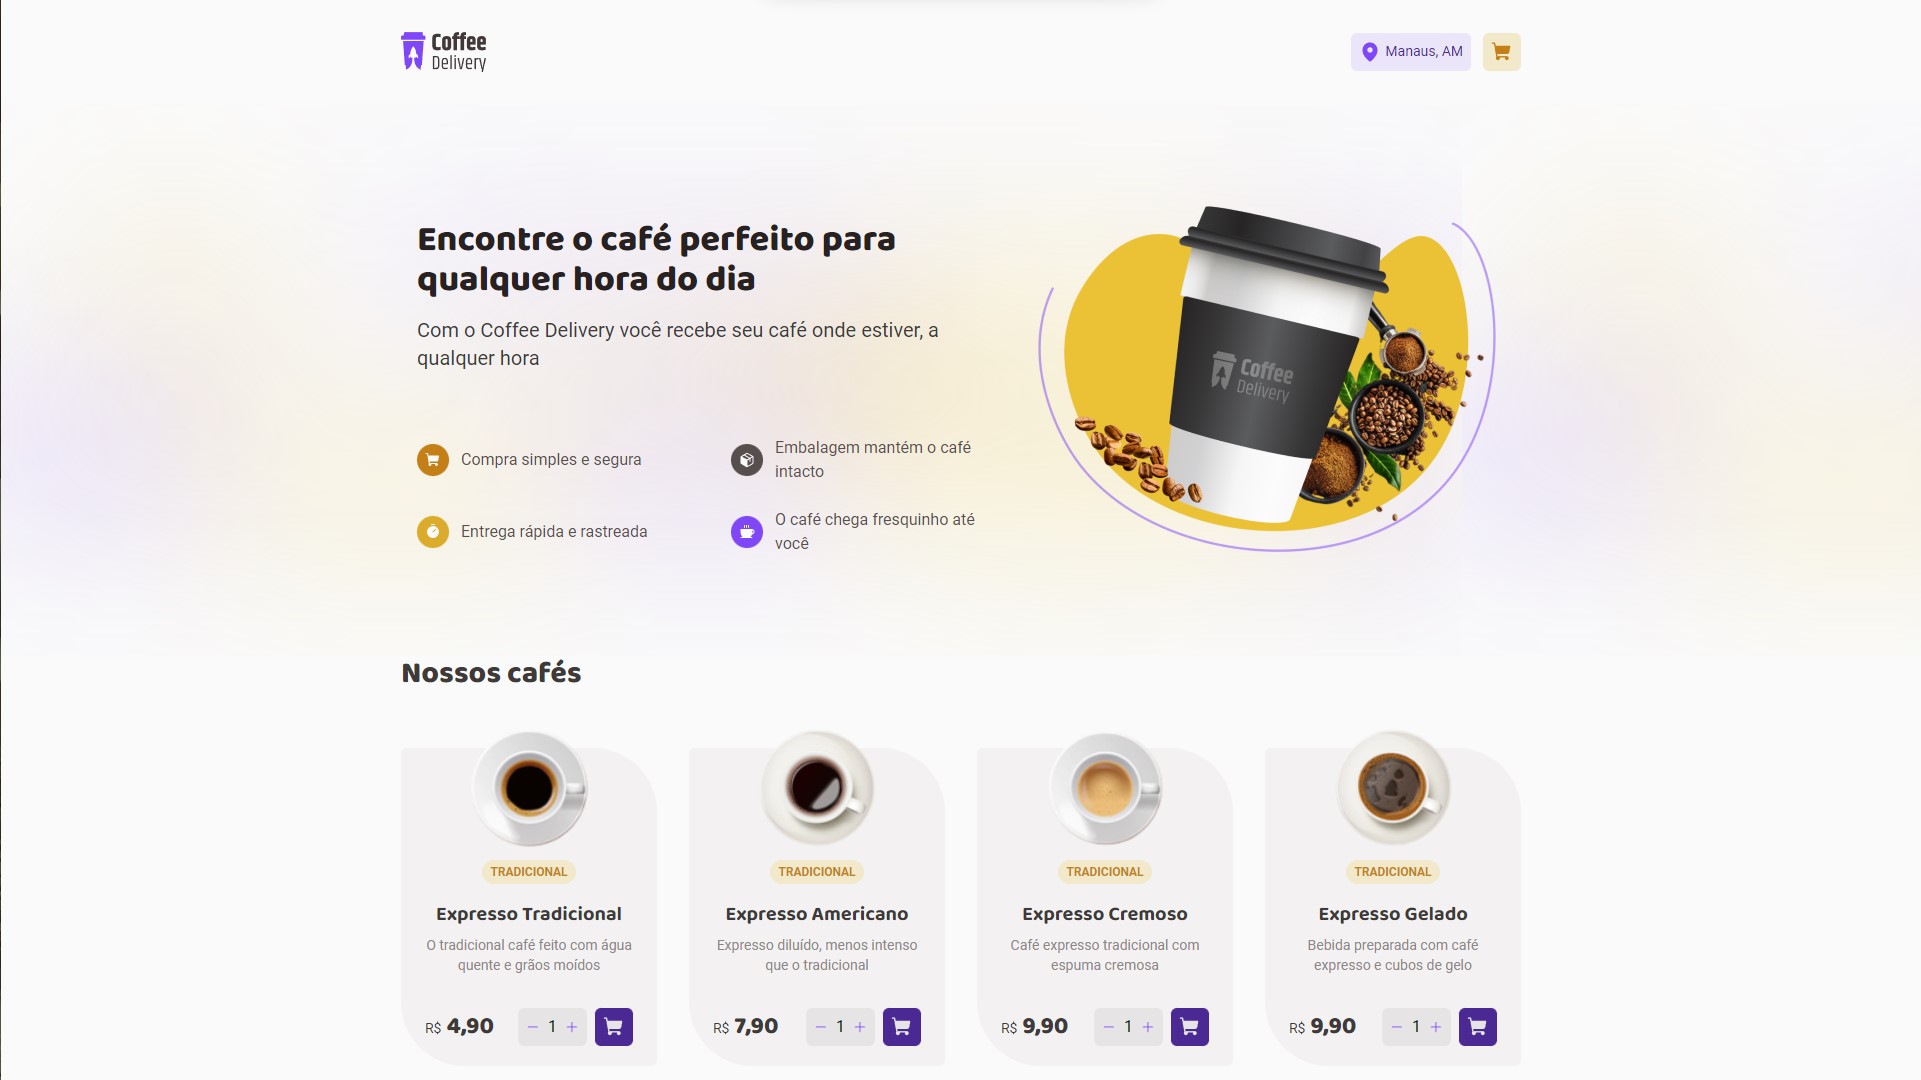 Coffee
Delivery
Manaus, AM
Encontre o café perfeito para
qualquer hora do dia
Com o Coffee Delivery você recebe seu café onde estiver, a
qualquer hora
Compra simples e segura
Embalagem mantém o café
intacto
Entrega rápida e rastreada
O café chega fresquinho até
você
Coffee
Delivery
Nossos cafés
TRADICIONAL
Expresso Tradicional
O tradicional café feito com água
quente e grãos moídos
R$ 4,90 − 1 +
TRADICIONAL
Expresso Americano
Expresso diluído, menos intenso
que o tradicional
R$ 7,90 − 1 +
TRADICIONAL
Expresso Cremoso
Café expresso tradicional com
espuma cremosa
R$ 9,90 − 1 +
TRADICIONAL
Expresso Gelado
Bebida preparada com café
expresso e cubos de gelo
R$ 9,90 − 1 +